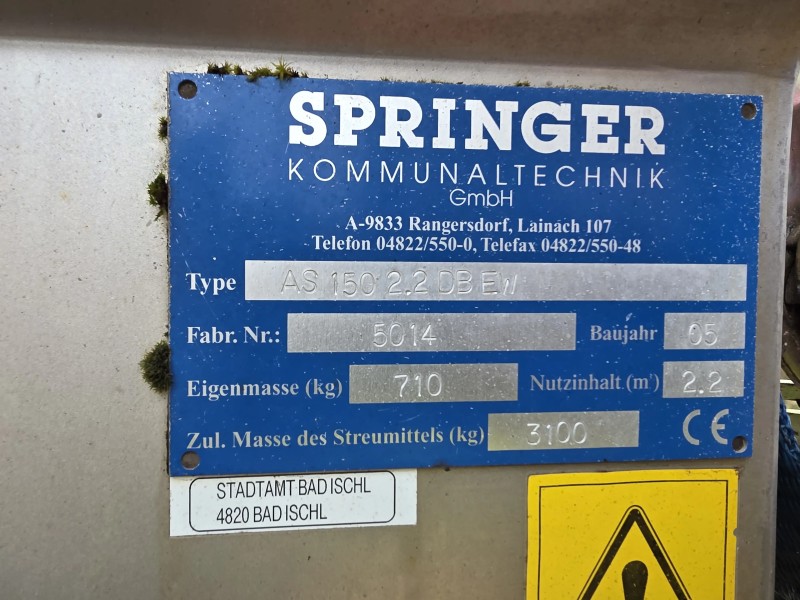 SPRINGER
KOMMUNALTECHNIK
GmbH
A-9833 Rangersdorf, Lainach 107
Telefon 04822/550-0, Telefax 04822/550-48
Type AS 150 2.2 DB EW
Fabr. Nr.: 5014 Baujahr 05
Eigenmasse (kg) 710 Nutzinhalt (m³) 2.2
Zul. Masse des Streumittels (kg) 3100 CE
STADTAMT BAD ISCHL
4820 BAD ISCHL